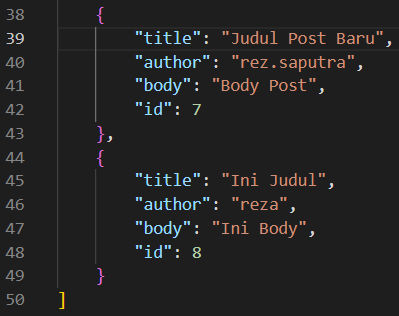 38 {
39 "title": "Judul Post Baru",
40 "author": "rez.saputra",
41 "body": "Body Post",
42 "id": 7
43 },
44 {
45 "title": "Ini Judul",
46 "author": "reza",
47 "body": "Ini Body",
48 "id": 8
49 }
50 ]